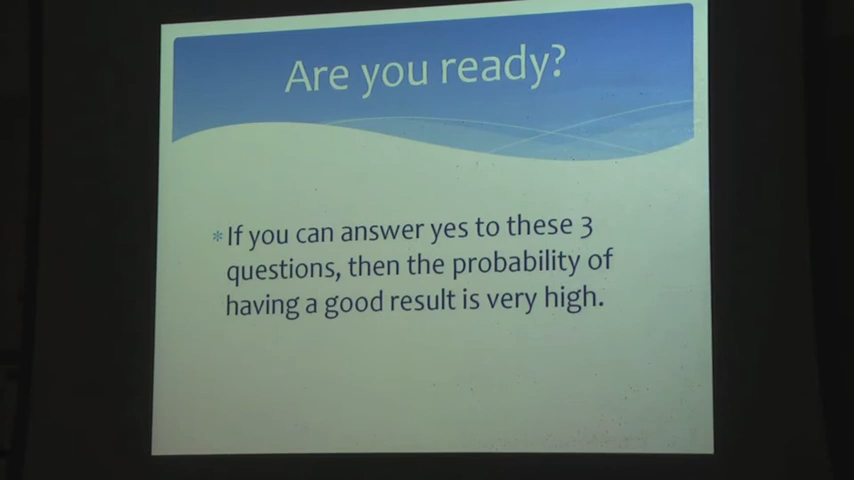 Are you ready?
*If you can answer yes to these 3
questions, then the probability of
having a good result is very high.